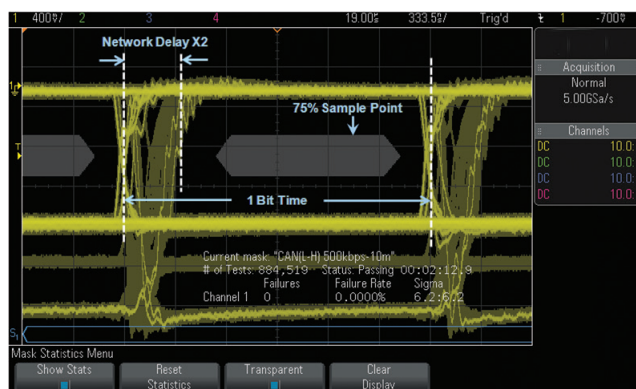 1 400♉/ 2 3 4 19.00♉ 333.5♉/ Trig'd 1 -700♉
Network Delay X2
75% Sample Point
1 Bit Time
Current mask: "CAN(L-H) 500kbps-10m"
# of Tests: 884,519 Status: Passing 00:02:12.9
Failures Failure Rate Sigma
Channel 1 0 0.0000% 6.2:6.2
Acquisition
Normal
5.00GSa/s
Channels
DC 10.0:
DC 10.0:
DC 10.0:
DC 10.0:
1
T
S1
Mask Statistics Menu
Show Stats
Reset Statistics
Transparent
Clear Display